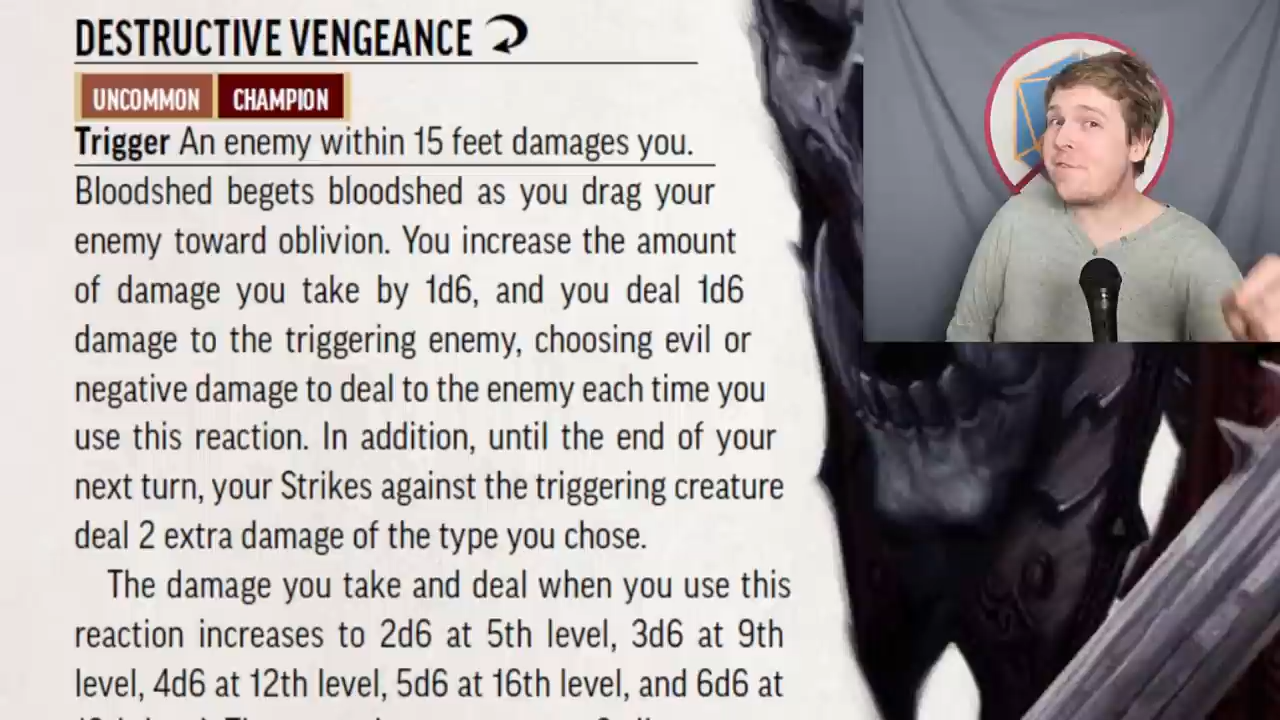 DESTRUCTIVE VENGEANCE
UNCOMMON CHAMPION
Trigger An enemy within 15 feet damages you.
Bloodshed begets bloodshed as you drag your
enemy toward oblivion. You increase the amount
of damage you take by 1d6, and you deal 1d6
damage to the triggering enemy, choosing evil or
negative damage to deal to the enemy each time you
use this reaction. In addition, until the end of your
next turn, your Strikes against the triggering creature
deal 2 extra damage of the type you chose.
The damage you take and deal when you use this
reaction increases to 2d6 at 5th level, 3d6 at 9th
level, 4d6 at 12th level, 5d6 at 16th level, and 6d6 at